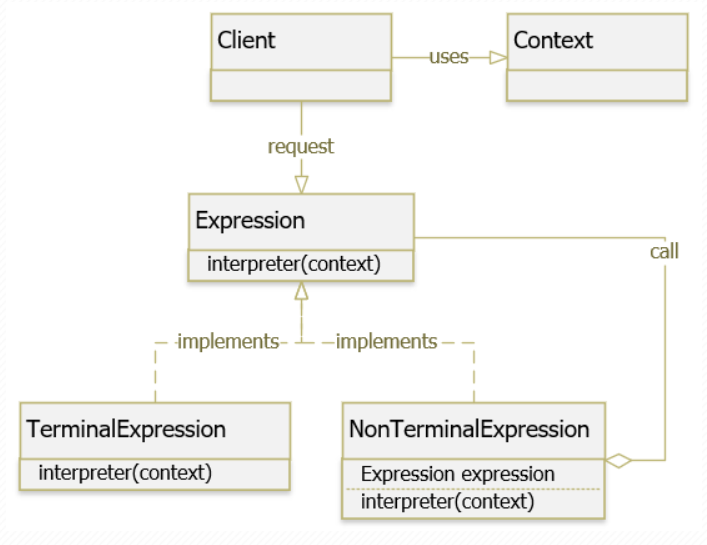 Client
uses
Context
request
Expression
interpreter(context)
call
implements
implements
TerminalExpression
interpreter(context)
NonTerminalExpression
Expression expression
interpreter(context)